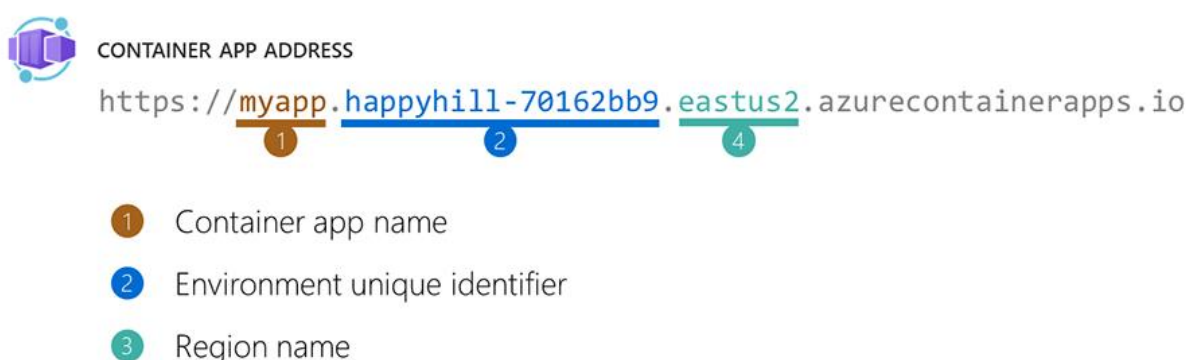 CONTAINER APP ADDRESS
https://myapp.happyhill-70162bb9.eastus2.azurecontainerapps.io
1 2 4
1 Container app name
2 Environment unique identifier
3 Region name